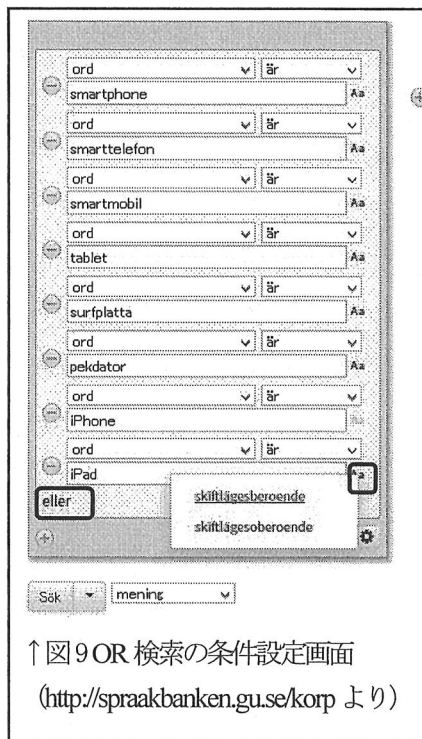 ord är
smartphone Aa
ord är
smarttelefon Aa
ord är
smartmobil Aa
ord är
tablet Aa
ord är
surfplatta Aa
ord är
pekdator Aa
ord är
iPhone
ord är
iPad Aa
eller
skiftlägesberoende
skiftlägesoberoende
Sök mening
↑図9 OR 検索の条件設定画面
(http://spraakbanken.gu.se/korp より)